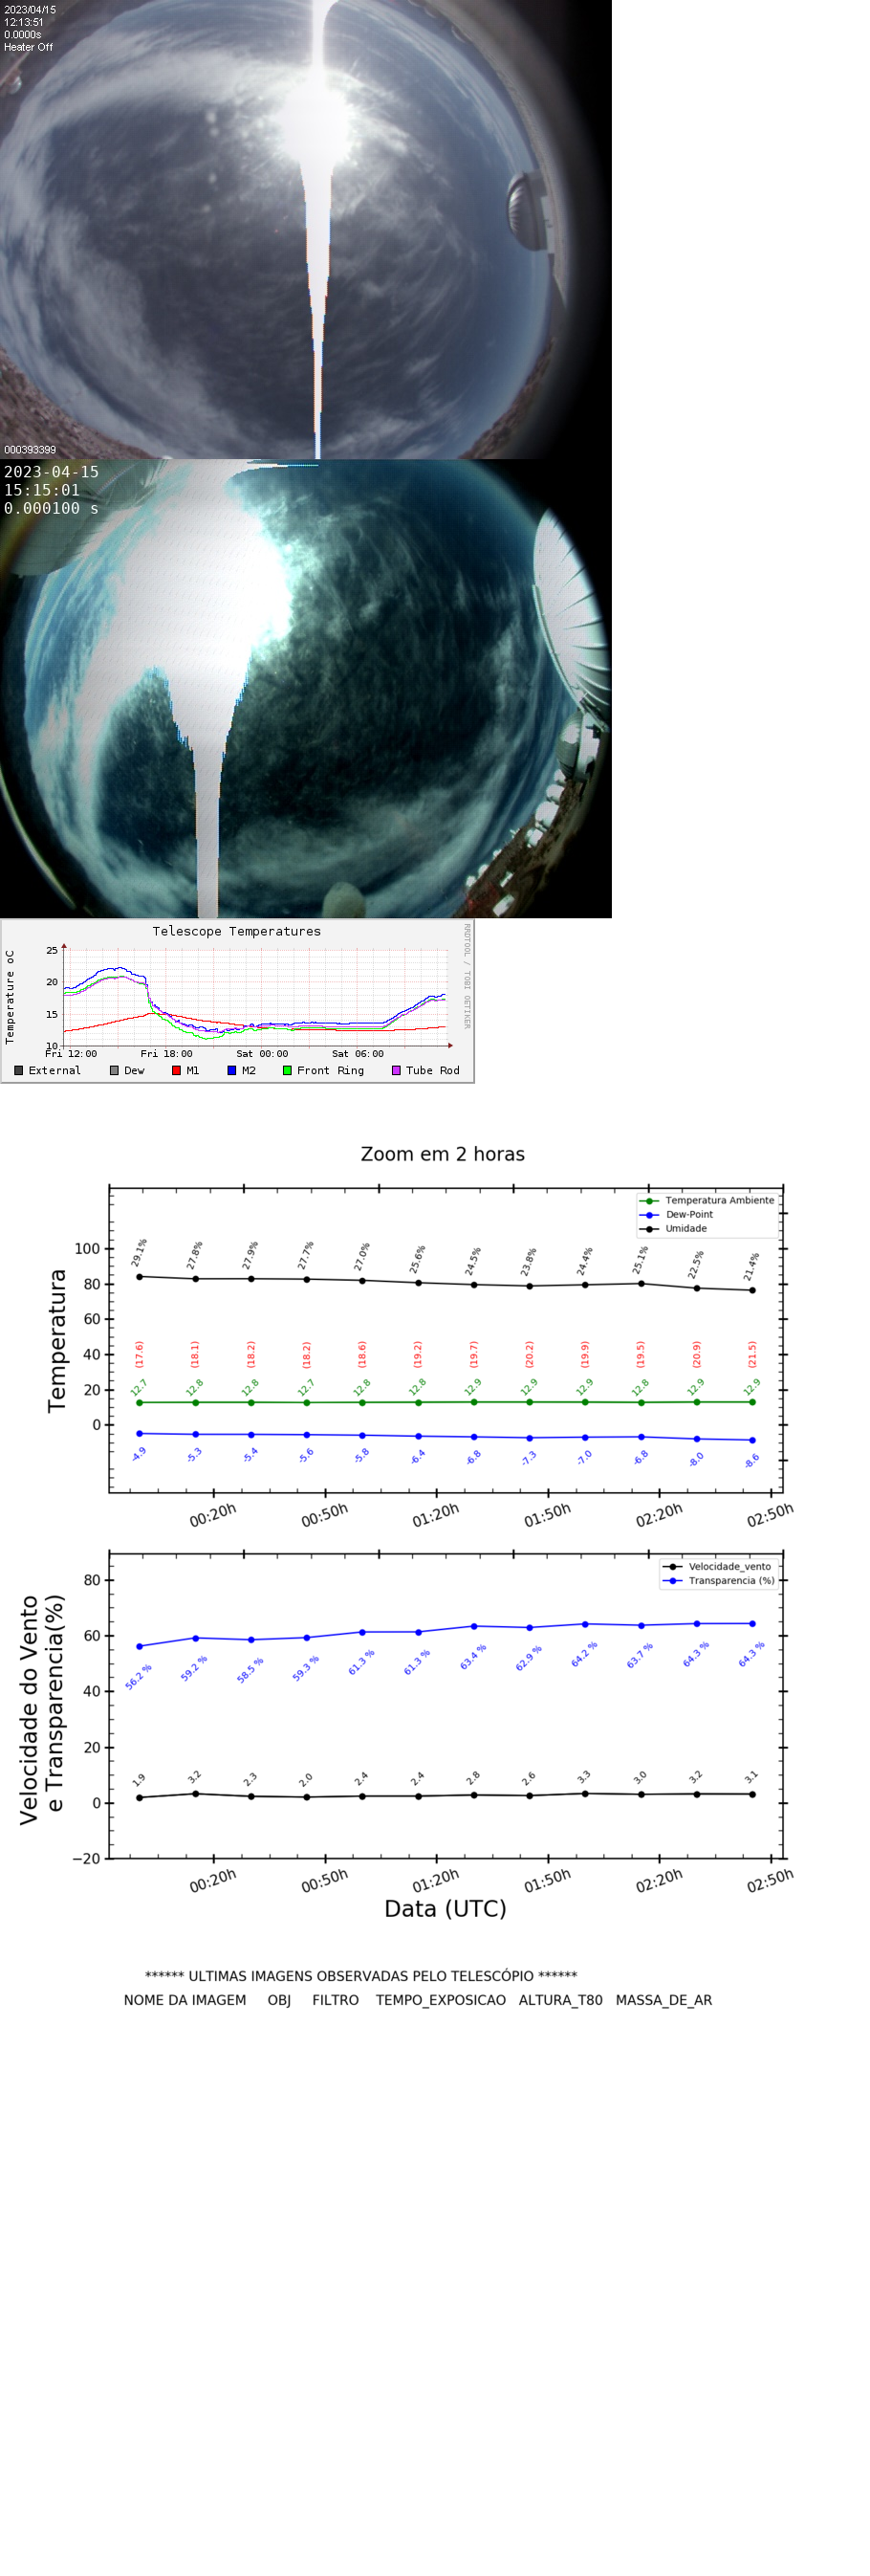 2023/04/15
12:13:51
0.0000s
Heater Off
000393399
2023-04-15
15:15:01
0.000100 s
Telescope Temperatures
RRDTOOL / TOBI OETIKER
Temperature oC
25
20
15
10
Fri 12:00 Fri 18:00 Sat 00:00 Sat 06:00
External Dew M1 M2 Front Ring Tube Rod
Zoom em 2 horas
Temperatura Ambiente
Dew-Point
Umidade
Temperatura
100
80
60
40
20
0
29.1% 27.8% 27.9% 27.7% 27.0% 25.6% 24.5% 23.8% 24.4% 25.1% 22.5% 21.4%
(17.6) (18.1) (18.2) (18.2) (18.6) (19.2) (19.7) (20.2) (19.9) (19.5) (20.9) (21.5)
12.7 12.8 12.8 12.7 12.8 12.8 12.9 12.9 12.9 12.8 12.9 12.9
-4.9 -5.3 -5.4 -5.6 -5.8 -6.4 -6.8 -7.3 -7.0 -6.8 -8.0 -8.6
00:20h 00:50h 01:20h 01:50h 02:20h 02:50h
Velocidade_vento
Transparencia (%)
Velocidade do Vento
e Transparencia(%)
80
60
40
20
0
−20
56.2 % 59.2 % 58.5 % 59.3 % 61.3 % 61.3 % 63.4 % 62.9 % 64.2 % 63.7 % 64.3 % 64.3 %
1.9 3.2 2.3 2.0 2.4 2.4 2.8 2.6 3.3 3.0 3.2 3.1
00:20h 00:50h 01:20h 01:50h 02:20h 02:50h
Data (UTC)
****** ULTIMAS IMAGENS OBSERVADAS PELO TELESCÓPIO ******
NOME DA IMAGEM OBJ FILTRO TEMPO_EXPOSICAO ALTURA_T80 MASSA_DE_AR